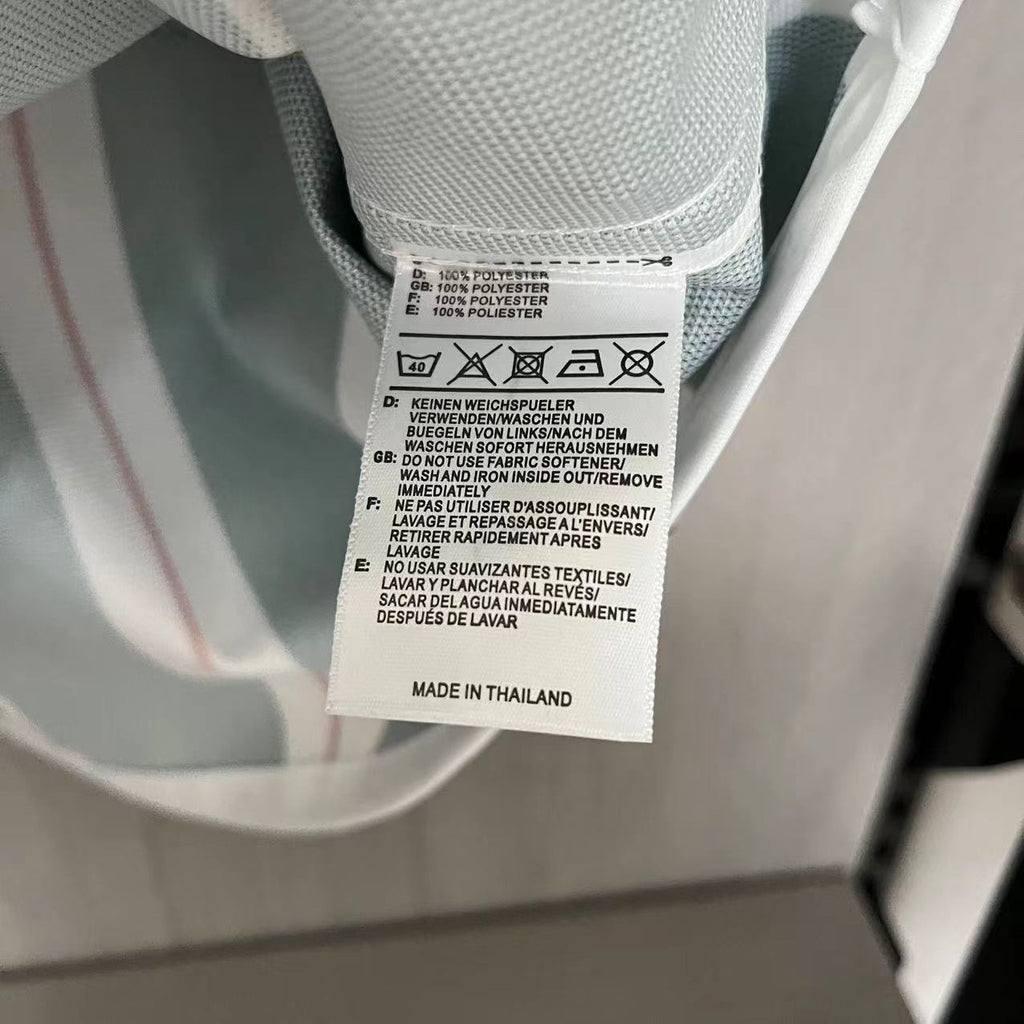 D: 100% POLYESTER
GB: 100% POLYESTER
F: 100% POLYESTER
E: 100% POLIESTER
40
D: KEINEN WEICHSPUELER
VERWENDEN/WASCHEN UND
BUEGELN VON LINKS/NACH DEM
WASCHEN SOFORT HERAUSNEHMEN
GB: DO NOT USE FABRIC SOFTENER/
WASH AND IRON INSIDE OUT/REMOVE
IMMEDIATELY
F: NE PAS UTILISER D'ASSOUPLISSANT/
LAVAGE ET REPASSAGE A L'ENVERS/
RETIRER RAPIDEMENT APRES
LAVAGE
E: NO USAR SUAVIZANTES TEXTILES/
LAVAR Y PLANCHAR AL REVÉS/
SACAR DEL AGUA INMEDIATAMENTE
DESPUÉS DE LAVAR
MADE IN THAILAND